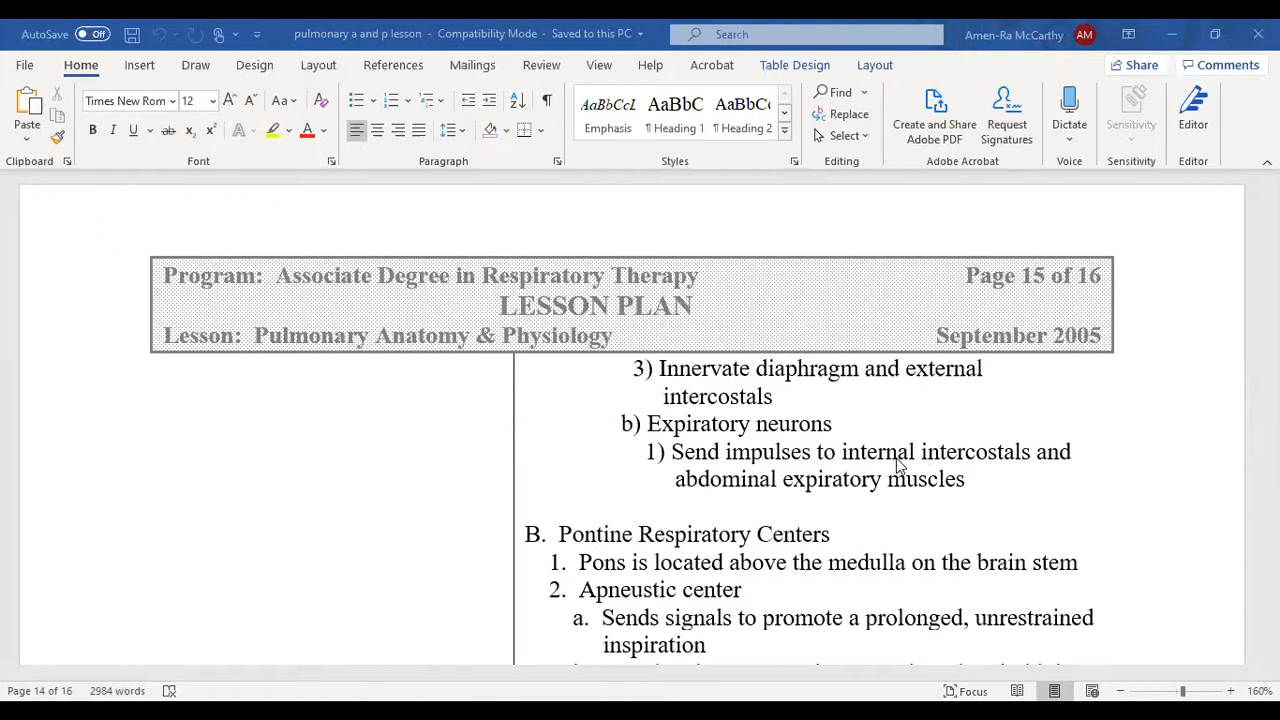 AutoSave Off pulmonary a and p lesson - Compatibility Mode - Saved to this PC Search Amen-Ra McCarthy AM
File Home Insert Draw Design Layout References Mailings Review View Help Acrobat Table Design Layout Share Comments
Times New Rom 12 Aa AaBbCcL AaBbC AaBbC Find
Paste Emphasis ¶ Heading 1 ¶ Heading 2 Replace
Select
Create and Share Adobe PDF Request Signatures Dictate Sensitivity Editor
Clipboard Font Paragraph Styles Editing Adobe Acrobat Voice Sensitivity Editor
Program: Associate Degree in Respiratory Therapy Page 15 of 16
LESSON PLAN
Lesson: Pulmonary Anatomy & Physiology September 2005
3) Innervate diaphragm and external
intercostals
b) Expiratory neurons
1) Send impulses to internal intercostals and
abdominal expiratory muscles
B. Pontine Respiratory Centers
1. Pons is located above the medulla on the brain stem
2. Apneustic center
a. Sends signals to promote a prolonged, unrestrained
inspiration
Page 14 of 16 2984 words Focus 160%